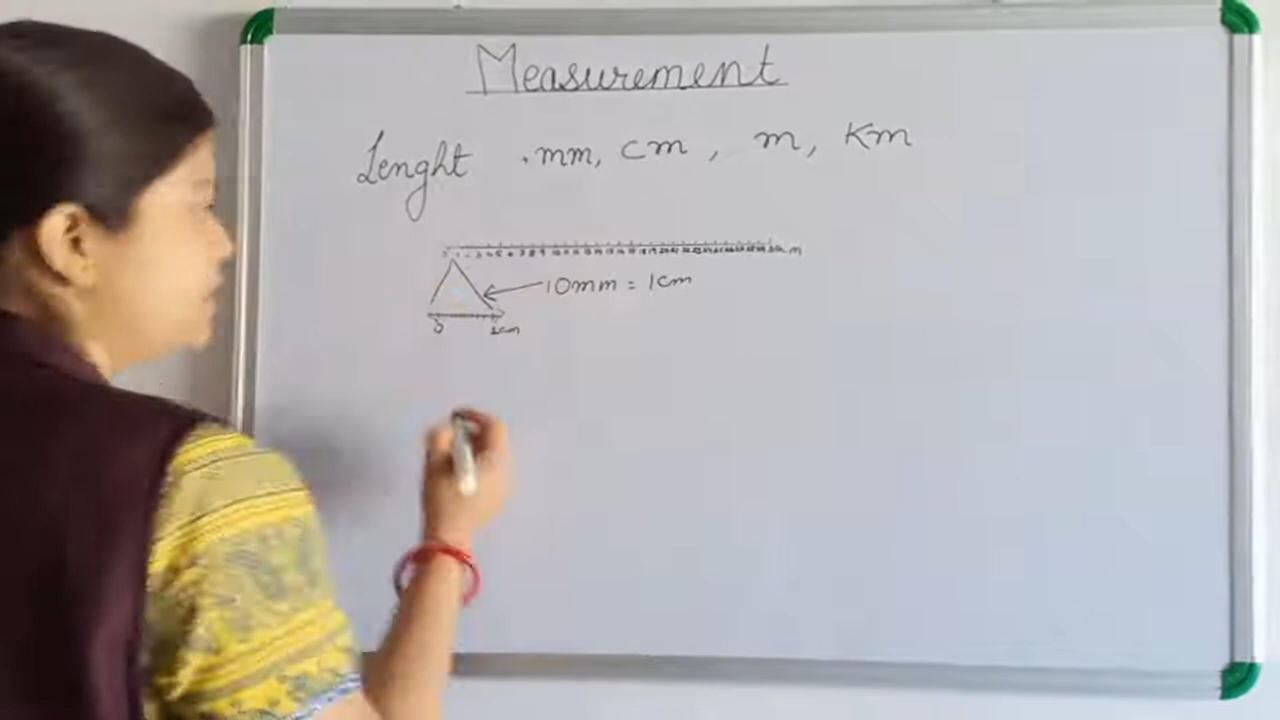 Measurement
Lenght .mm, cm, m, Km
10mm = 1cm
0 1cm